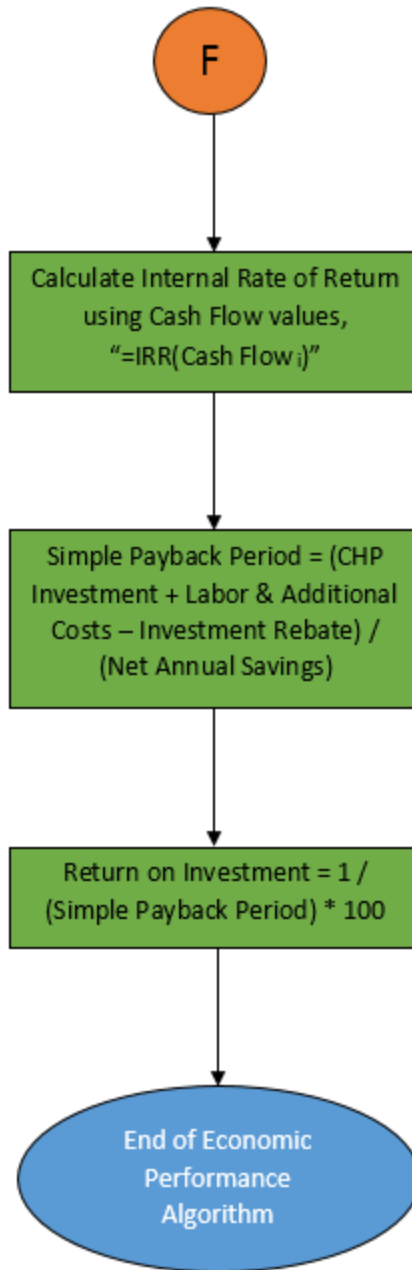 F
Calculate Internal Rate of Return
using Cash Flow values,
“=IRR(Cash Flow i)”
Simple Payback Period = (CHP
Investment + Labor & Additional
Costs – Investment Rebate) /
(Net Annual Savings)
Return on Investment = 1 /
(Simple Payback Period) * 100
End of Economic
Performance
Algorithm